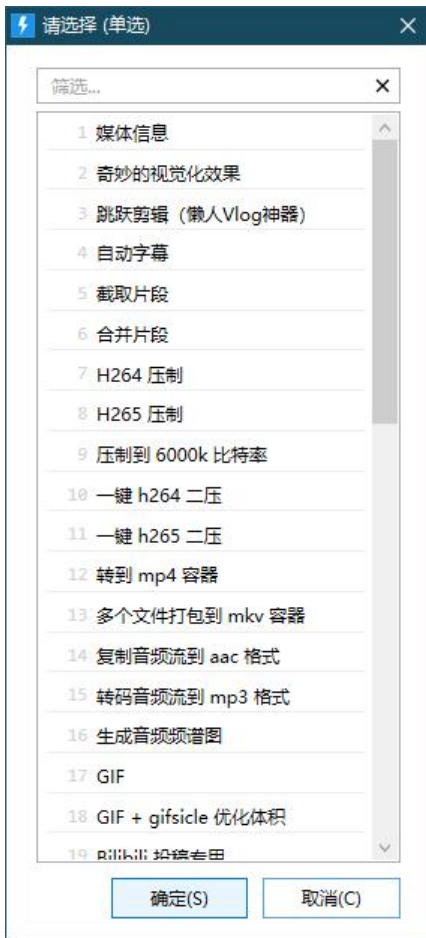 请选择 (单选)
筛选...
1 媒体信息
2 奇妙的视觉化效果
3 跳跃剪辑（懒人Vlog神器）
4 自动字幕
5 截取片段
6 合并片段
7 H264 压制
8 H265 压制
9 压制到 6000k 比特率
10 一键 h264 二压
11 一键 h265 二压
12 转到 mp4 容器
13 多个文件打包到 mkv 容器
14 复制音频流到 aac 格式
15 转码音频流到 mp3 格式
16 生成音频频谱图
17 GIF
18 GIF + gifsicle 优化体积
19 Bilibili 投稿专用
确定(S) 取消(C)